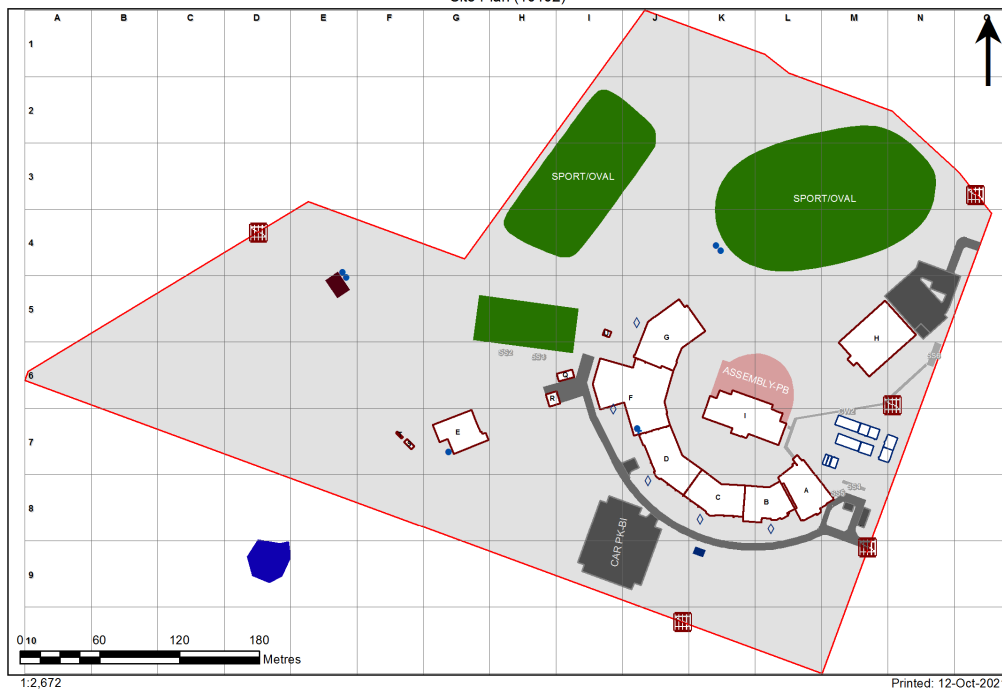 A B C D E F G H I J K L M N O
1
2
3
4
5
6
7
8
9
SPORT/OVAL
SPORT/OVAL
G
H
ASSEMBLY-PB
Q
R
F
I
E
D
C
B
A
CAR PK-BI
0 10 60 120 180
Metres
1:2,672
Printed: 12-Oct-202